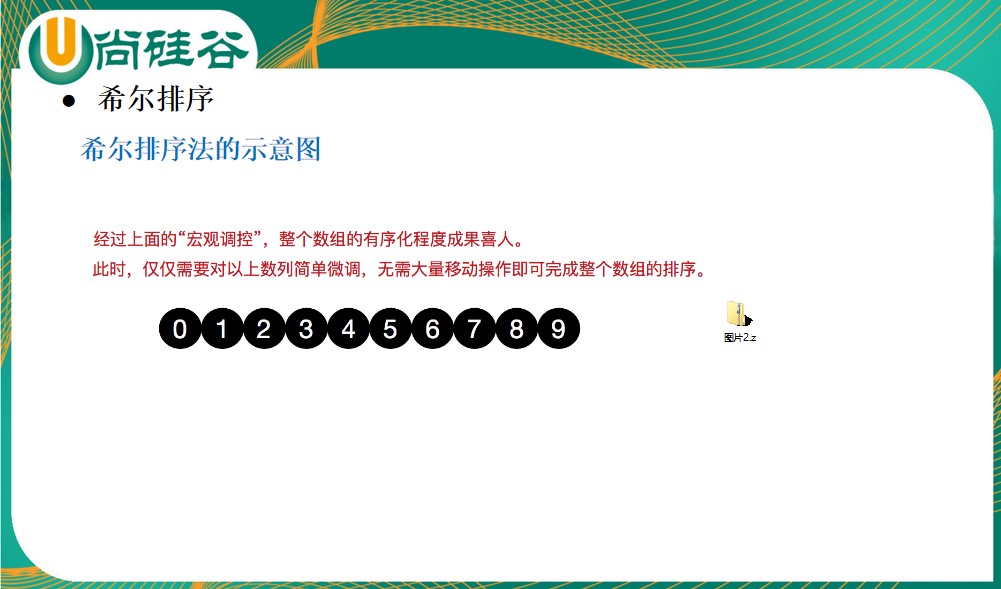 尚硅谷
希尔排序
希尔排序法的示意图
经过上面的“宏观调控”，整个数组的有序化程度成果喜人。
此时，仅仅需要对以上数列简单微调，无需大量移动操作即可完成整个数组的排序。
0 1 2 3 4 5 6 7 8 9
图片2.z